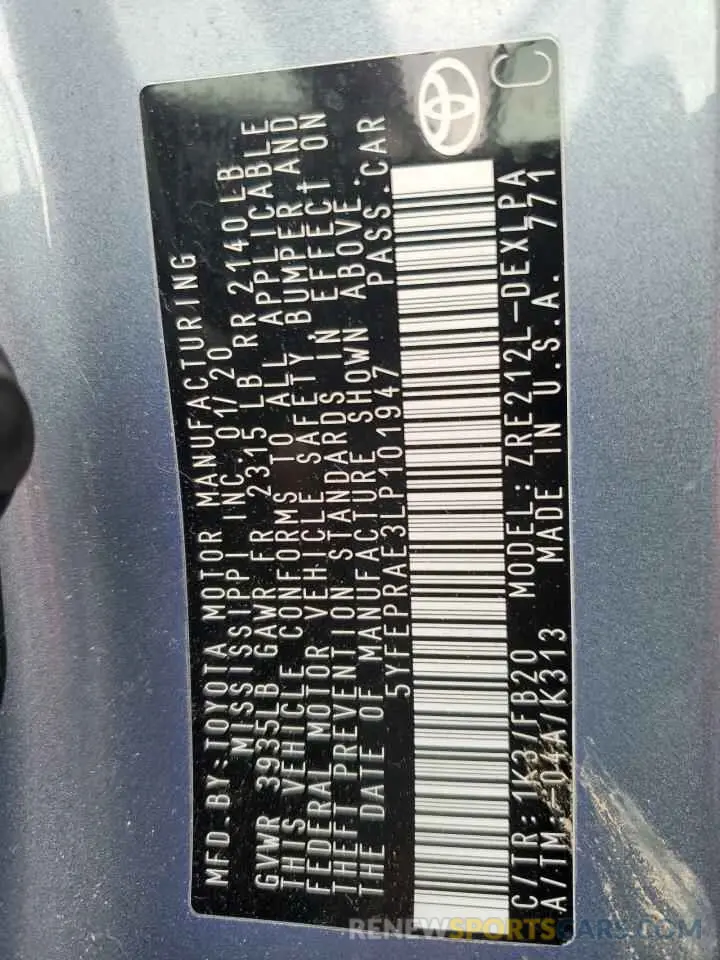 MFD.BY:TOYOTA MOTOR MANUFACTURING
MISSISSIPPI INC. 01/20
GVWR 3935LB GAWR FR 2315 LB RR 2140 LB
THIS VEHICLE CONFORMS TO ALL APPLICABLE
FEDERAL MOTOR VEHICLE SAFETY, BUMPER, AND
THEFT PREVENTION STANDARDS IN EFFECT ON
THE DATE OF MANUFACTURE SHOWN ABOVE.
5YFEPRAE3LP101947 PASS.CAR
C/TR: 1K3/FB20 MODEL: ZRE212L-DEXLPA
A/TM: -04A/K313 MADE IN U.S.A. 771
C
RENEWSPORTSCARS.COM